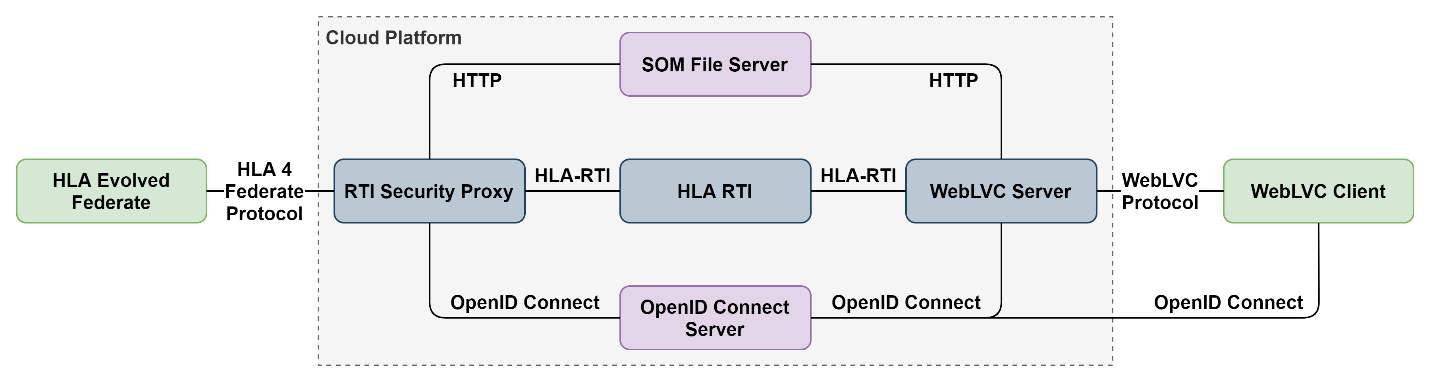 Cloud Platform
SOM File Server
HTTP
HTTP
HLA Evolved
Federate
HLA 4
Federate
Protocol
RTI Security Proxy
HLA-RTI
HLA RTI
HLA-RTI
WebLVC Server
WebLVC
Protocol
WebLVC Client
OpenID Connect
OpenID Connect
Server
OpenID Connect
OpenID Connect